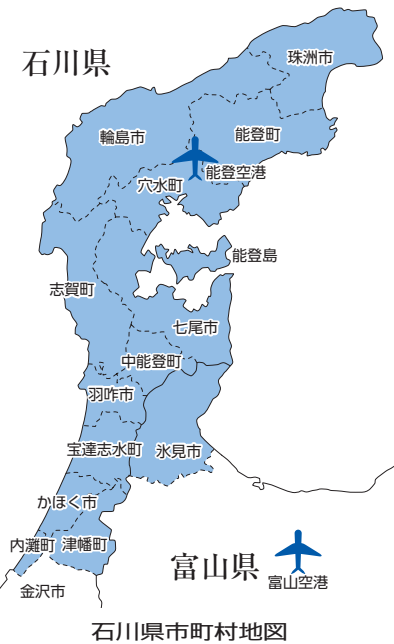 石川県
珠洲市
輪島市
能登町
能登空港
穴水町
能登島
志賀町
七尾市
中能登町
羽咋市
宝達志水町
氷見市
かほく市
内灘町
津幡町
富山県
富山空港
金沢市
石川県市町村地図